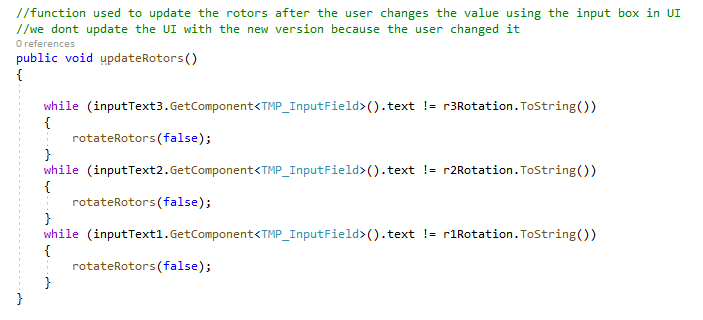 //function used to update the rotors after the user changes the value using the input box in UI
//we dont update the UI with the new version because the user changed it
0 references
public void updateRotors()
{
while (inputText3.GetComponent<TMP_InputField>().text != r3Rotation.ToString())
{
rotateRotors(false);
}
while (inputText2.GetComponent<TMP_InputField>().text != r2Rotation.ToString())
{
rotateRotors(false);
}
while (inputText1.GetComponent<TMP_InputField>().text != r1Rotation.ToString())
{
rotateRotors(false);
}
}